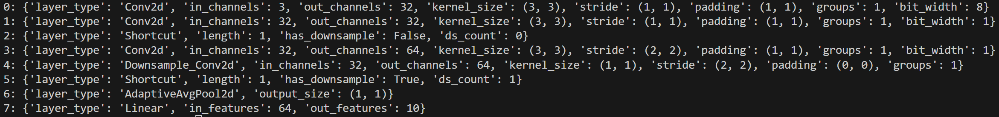 0: {'layer_type': 'Conv2d', 'in_channels': 3, 'out_channels': 32, 'kernel_size': (3, 3), 'stride': (1, 1), 'padding': (1, 1), 'groups': 1, 'bit_width': 8}
1: {'layer_type': 'Conv2d', 'in_channels': 32, 'out_channels': 32, 'kernel_size': (3, 3), 'stride': (1, 1), 'padding': (1, 1), 'groups': 1, 'bit_width': 1}
2: {'layer_type': 'Shortcut', 'length': 1, 'has_downsample': False, 'ds_count': 0}
3: {'layer_type': 'Conv2d', 'in_channels': 32, 'out_channels': 64, 'kernel_size': (3, 3), 'stride': (2, 2), 'padding': (1, 1), 'groups': 1, 'bit_width': 1}
4: {'layer_type': 'Downsample_Conv2d', 'in_channels': 32, 'out_channels': 64, 'kernel_size': (1, 1), 'stride': (2, 2), 'padding': (0, 0), 'groups': 1}
5: {'layer_type': 'Shortcut', 'length': 1, 'has_downsample': True, 'ds_count': 1}
6: {'layer_type': 'AdaptiveAvgPool2d', 'output_size': (1, 1)}
7: {'layer_type': 'Linear', 'in_features': 64, 'out_features': 10}